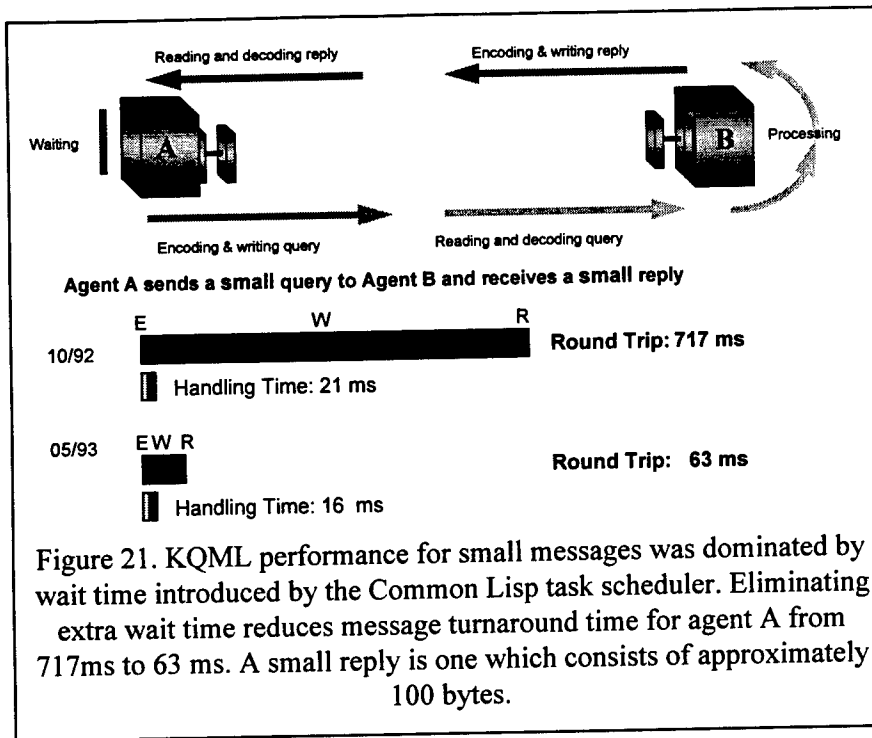 Reading and decoding reply
Encoding & writing reply
Waiting
A
B
Processing
Encoding & writing query
Reading and decoding query
Agent A sends a small query to Agent B and receives a small reply
E W R
10/92
Round Trip: 717 ms
Handling Time: 21 ms
E W R
05/93
Round Trip: 63 ms
Handling Time: 16 ms
Figure 21. KQML performance for small messages was dominated by
wait time introduced by the Common Lisp task scheduler. Eliminating
extra wait time reduces message turnaround time for agent A from
717ms to 63 ms. A small reply is one which consists of approximately
100 bytes.